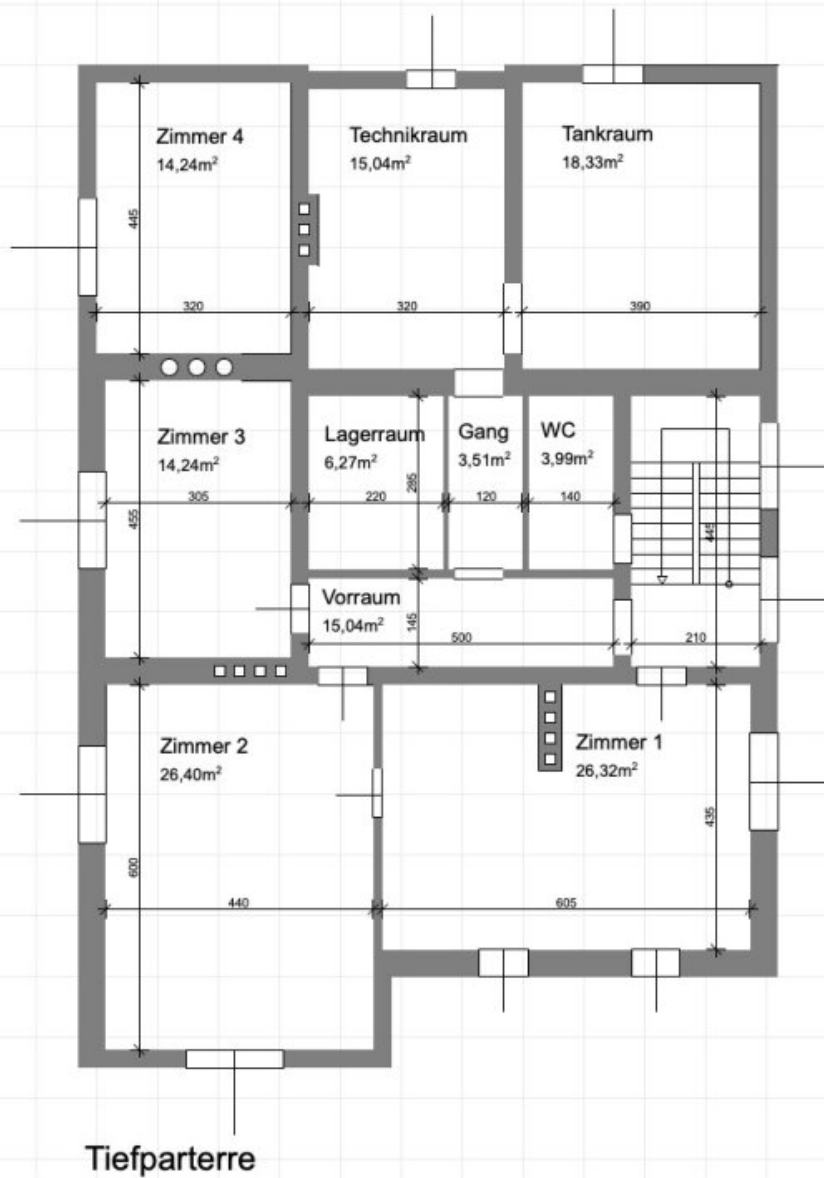 Zimmer 4
14,24m²
Technikraum
15,04m²
Tankraum
18,33m²
445
320
320
390
Zimmer 3
14,24m²
Lagerraum
6,27m²
Gang
3,51m²
WC
3,99m²
285
305
220
120
140
455
445
Vorraum
15,04m²
145
500
210
Zimmer 2
26,40m²
Zimmer 1
26,32m²
435
600
440
605
Tiefparterre